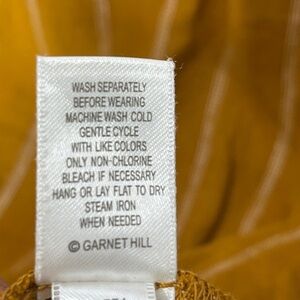 WASH SEPARATELY
BEFORE WEARING
MACHINE WASH COLD
GENTLE CYCLE
WITH LIKE COLORS
ONLY NON-CHLORINE
BLEACH IF NECESSARY
HANG OR LAY FLAT TO DRY
STEAM IRON
WHEN NEEDED
© GARNET HILL